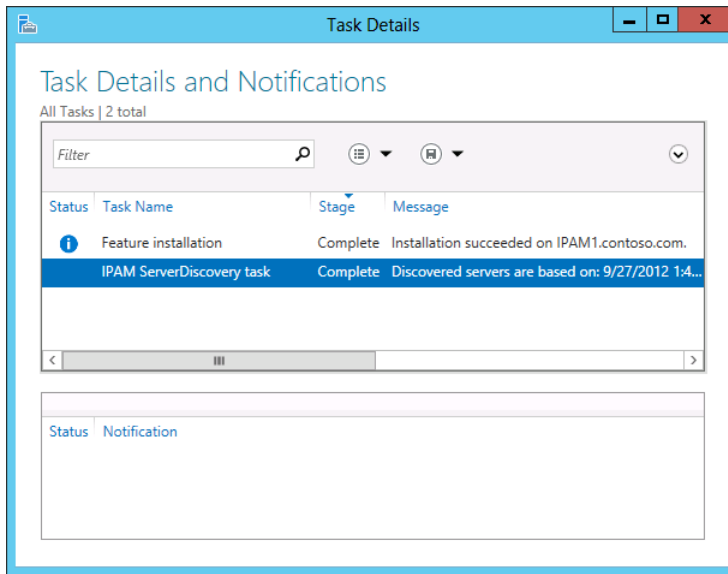 Task Details
Task Details and Notifications
All Tasks | 2 total
Filter
Status Task Name Stage Message
Feature installation Complete Installation succeeded on IPAM1.contoso.com.
IPAM ServerDiscovery task Complete Discovered servers are based on: 9/27/2012 1:4...
Status Notification